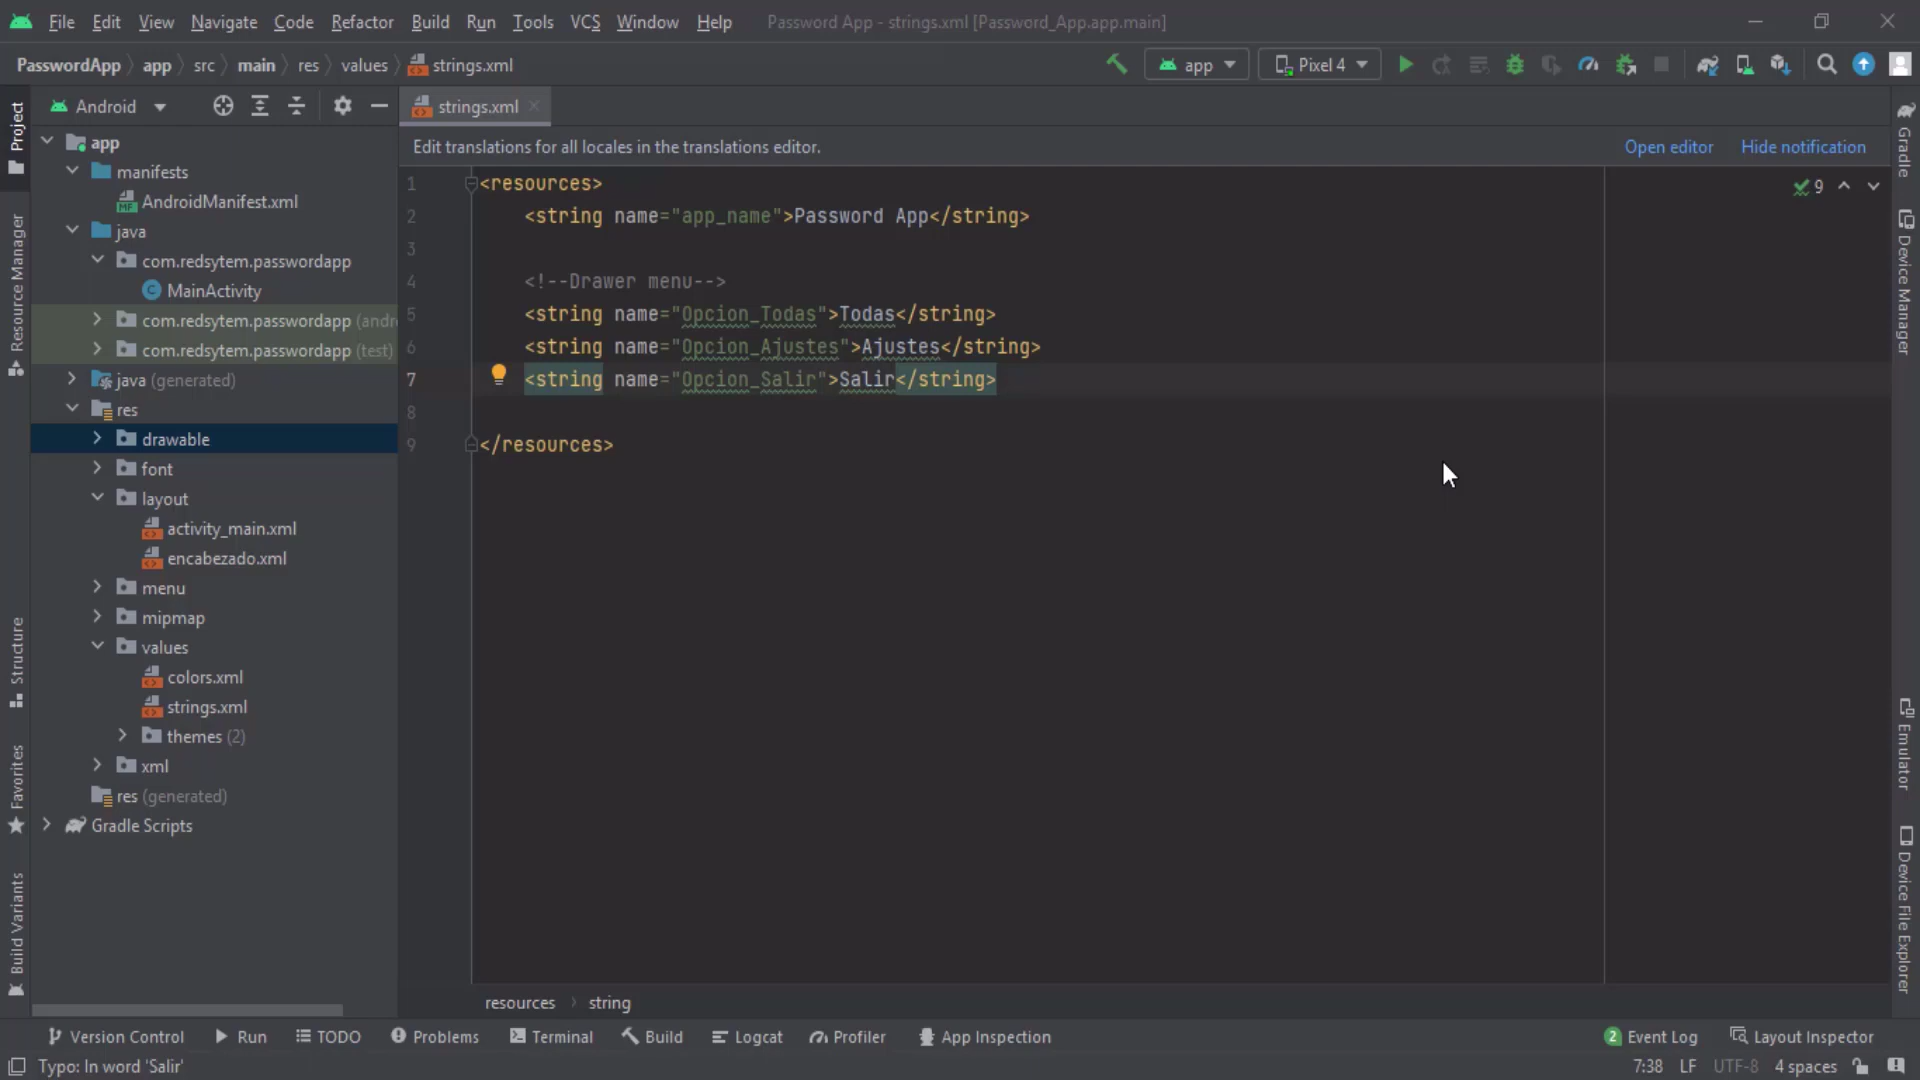 File Edit View Navigate Code Refactor Build Run Tools VCS Window Help Password App - strings.xml [Password_App.app.main]
PasswordApp app src main res values strings.xml app Pixel 4
Project
Android
strings.xml
Edit translations for all locales in the translations editor. Open editor Hide notification
app
manifests
AndroidManifest.xml
java
com.redsytem.passwordapp
MainActivity
com.redsytem.passwordapp (andr
com.redsytem.passwordapp (test)
java (generated)
res
drawable
font
layout
activity_main.xml
encabezado.xml
menu
mipmap
values
colors.xml
strings.xml
themes (2)
xml
res (generated)
Gradle Scripts
Resource Manager
Structure
Favorites
Build Variants
1 <resources>
2 <string name="app_name">Password App</string>
3
4 <!--Drawer menu-->
5 <string name="Opcion_Todas">Todas</string>
6 <string name="Opcion_Ajustes">Ajustes</string>
7 <string name="Opcion_Salir">Salir</string>
8
9 </resources>
9
Gradle
Device Manager
Emulator
Device File Explorer
resources string
Version Control Run TODO Problems Terminal Build Logcat Profiler App Inspection 2 Event Log Layout Inspector
Typo: In word 'Salir' 7:38 LF UTF-8 4 spaces